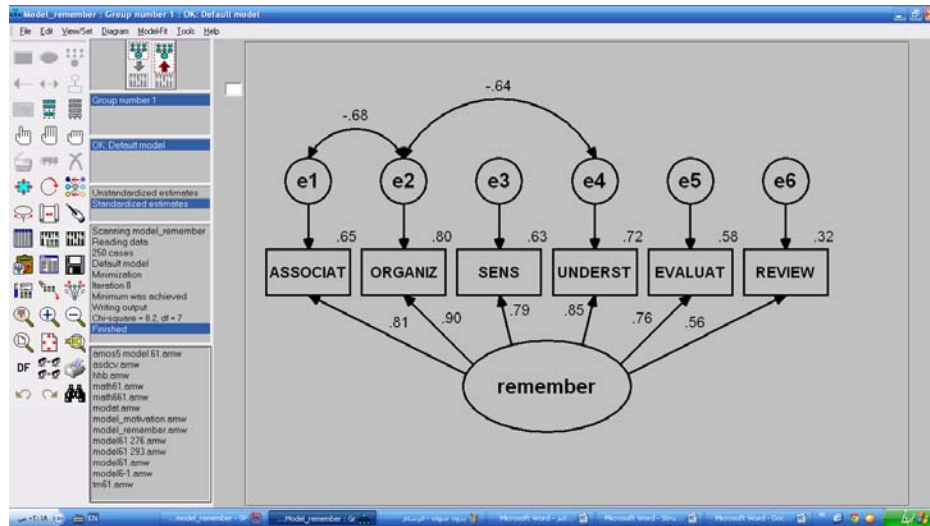 Model_remember : Group number 1 : OK: Default model
File Edit View/Set Diagram Model-Fit Tools Help
Group number 1
OK: Default model
Unstandardized estimates
Standardized estimates
Scanning model_remember
Reading data
250 cases
Default model
Minimization
Iteration 8
Minimum was achieved
Writing output
Chi-square = 8.2, df = 7
Finished
amos5 model 61.amw
asdcv.amw
hhb.amw
math61.amw
math661.amw
modat.amw
model_motivation.amw
model_remember.amw
model61 276.amw
model61 293.amw
model61.amw
model6-1.amw
tm61.amw
DF
-.64
-.68
e1 e2 e3 e4 e5 e6
.65 .80 .63 .72 .58 .32
ASSOCIAT ORGANIZ SENS UNDERST EVALUAT REVIEW
.81 .90 .79 .85 .76 .56
remember
EN
...model_remember - SP
...Model_remember : Gr
Microsoft Word
Microsoft Word - Stru...
Microsoft Word - Doc...